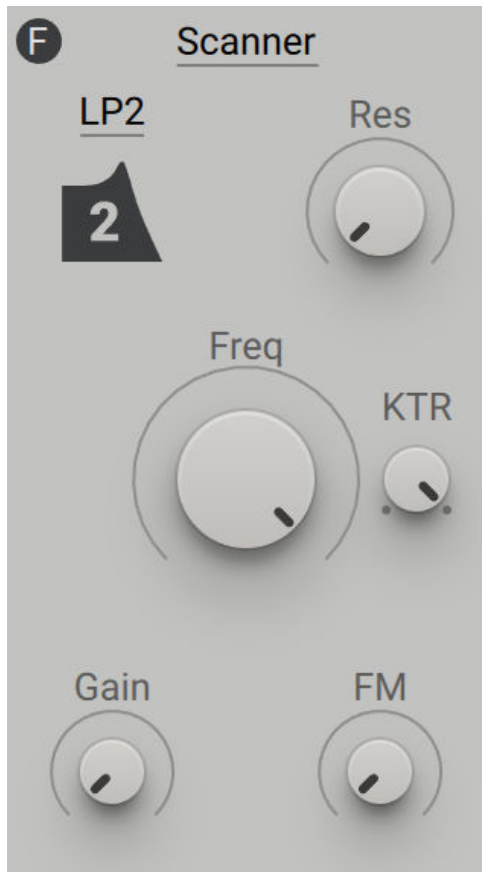 F
Scanner
LP2
2
Res
Freq
KTR
Gain
FM